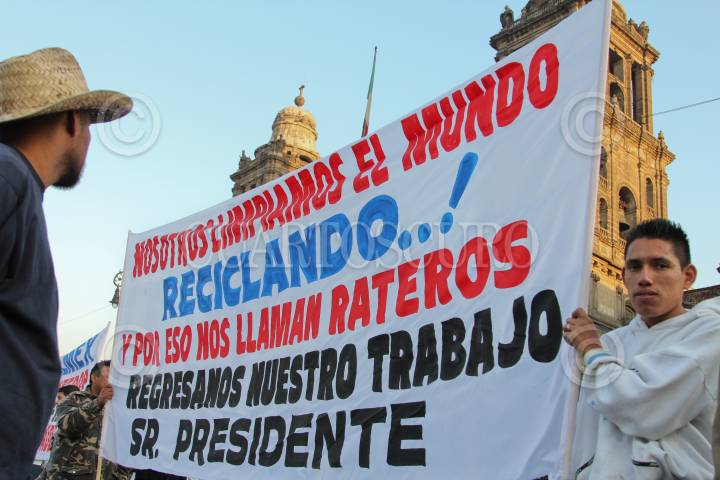 NOSOTROS LIMPIAMOS EL MUNDO
RECICLANDO...!
Y POR ESO NOS LLAMAN RATEROS
REGRESANOS NUESTRO TRABAJO
SR. PRESIDENTE